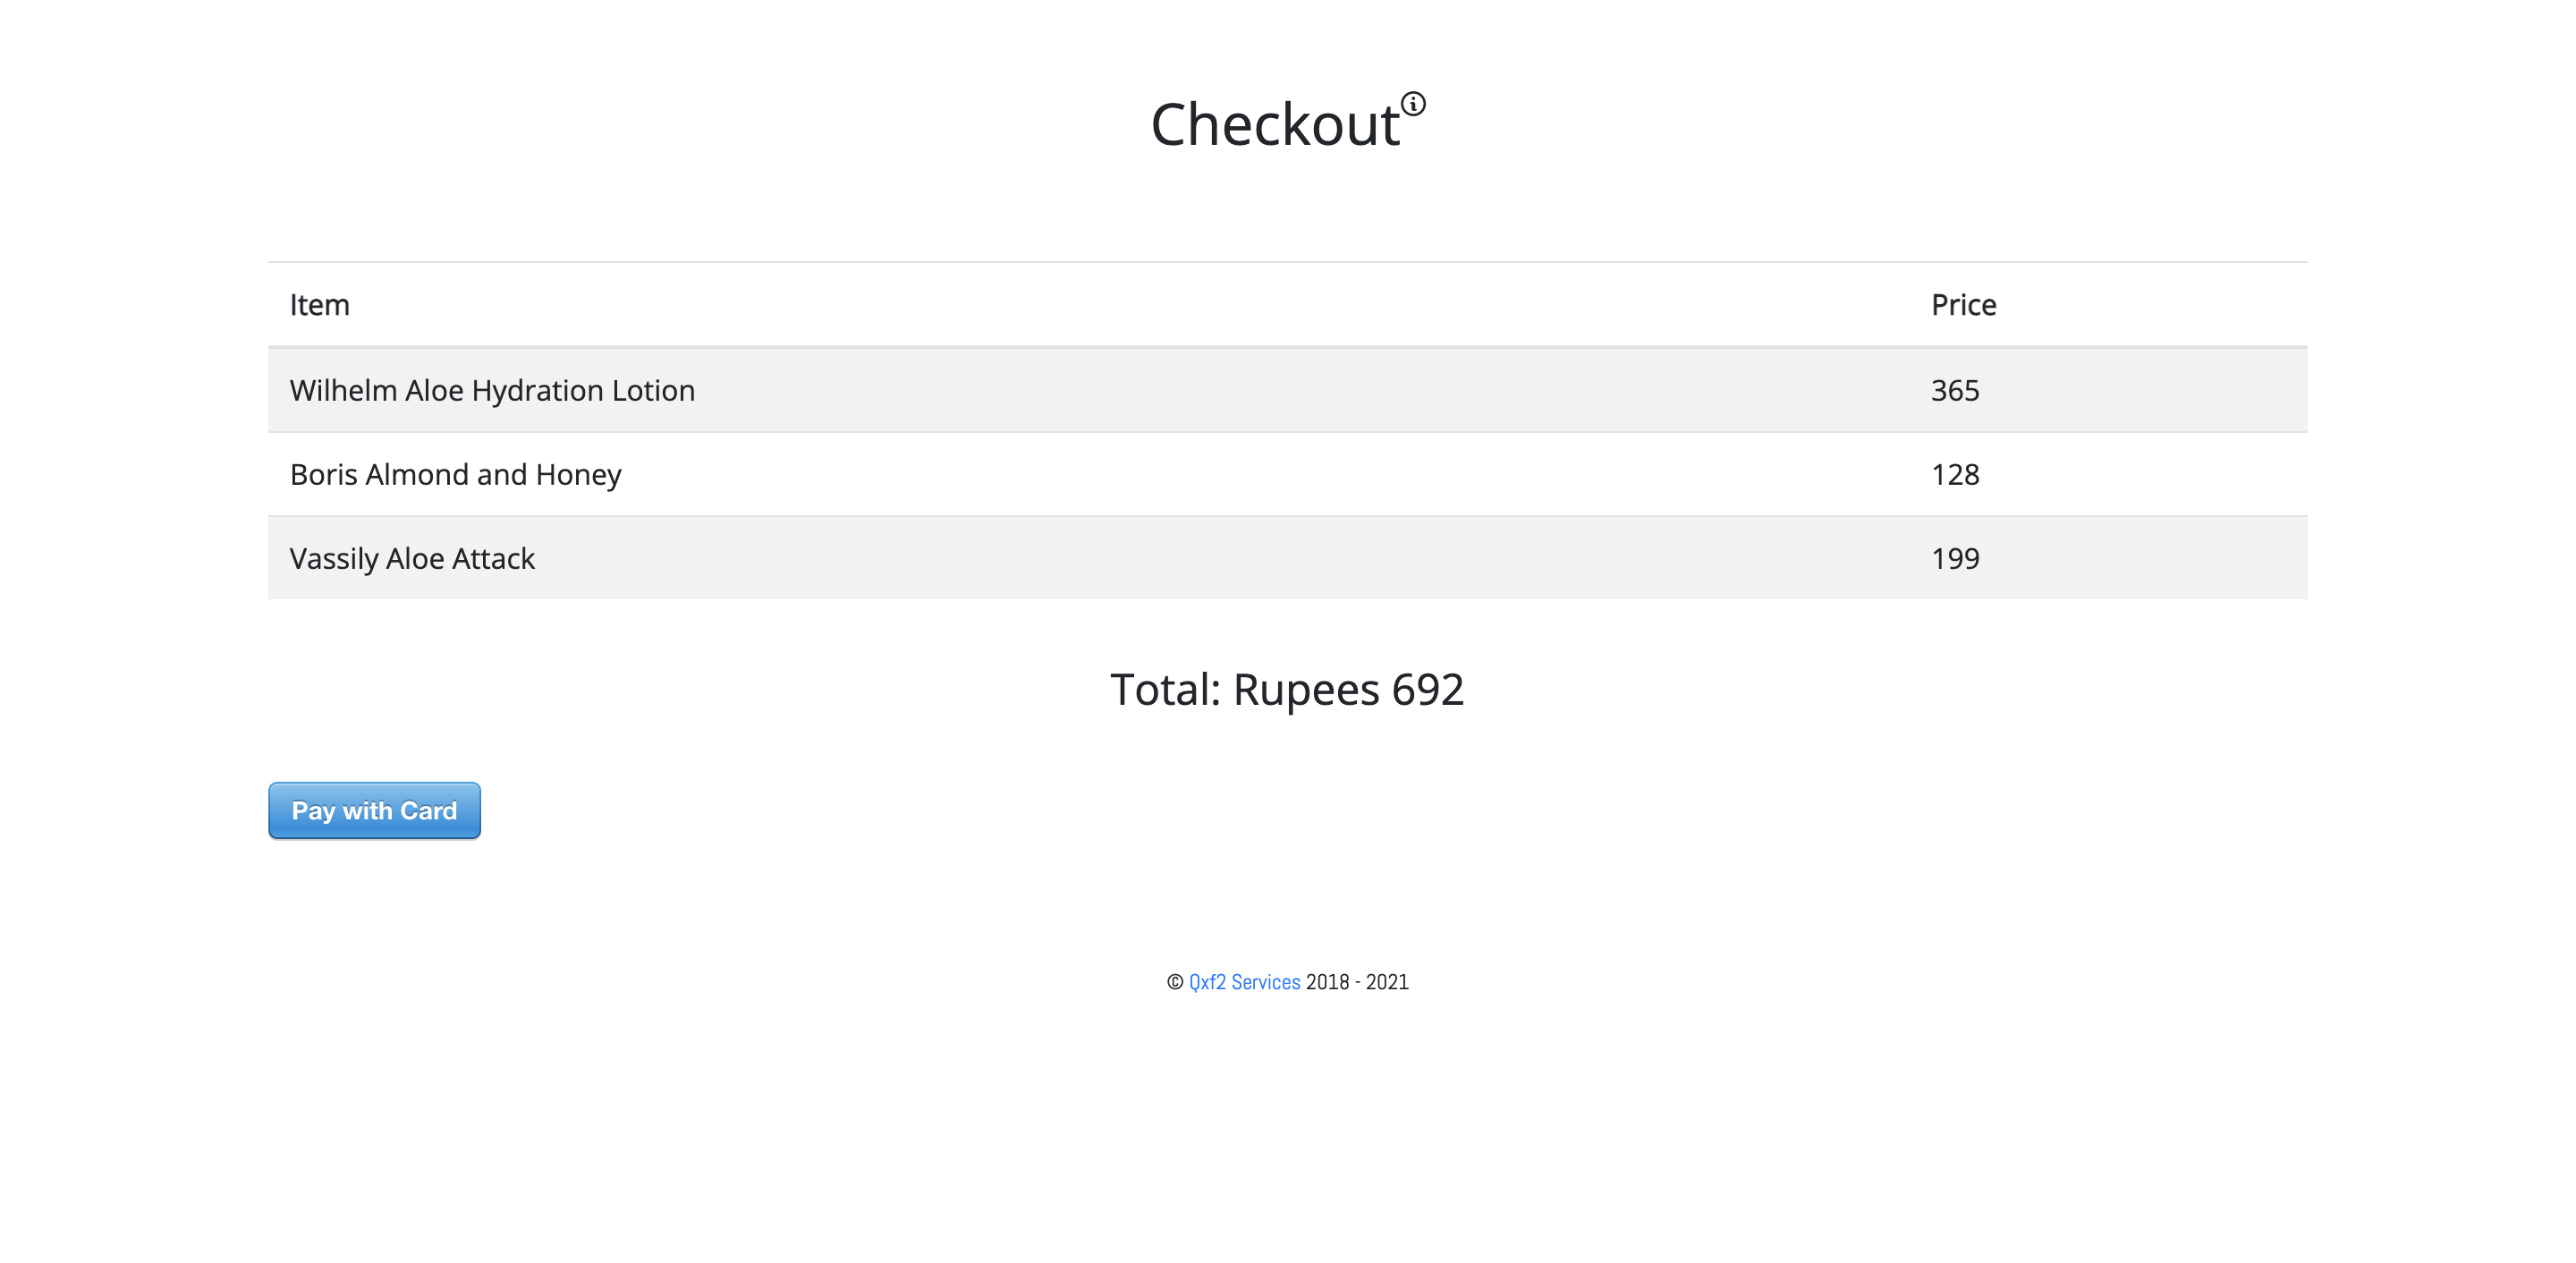 Checkout
Item Price
Wilhelm Aloe Hydration Lotion 365
Boris Almond and Honey 128
Vassily Aloe Attack 199
Total: Rupees 692
Pay with Card
© Qxf2 Services 2018 - 2021